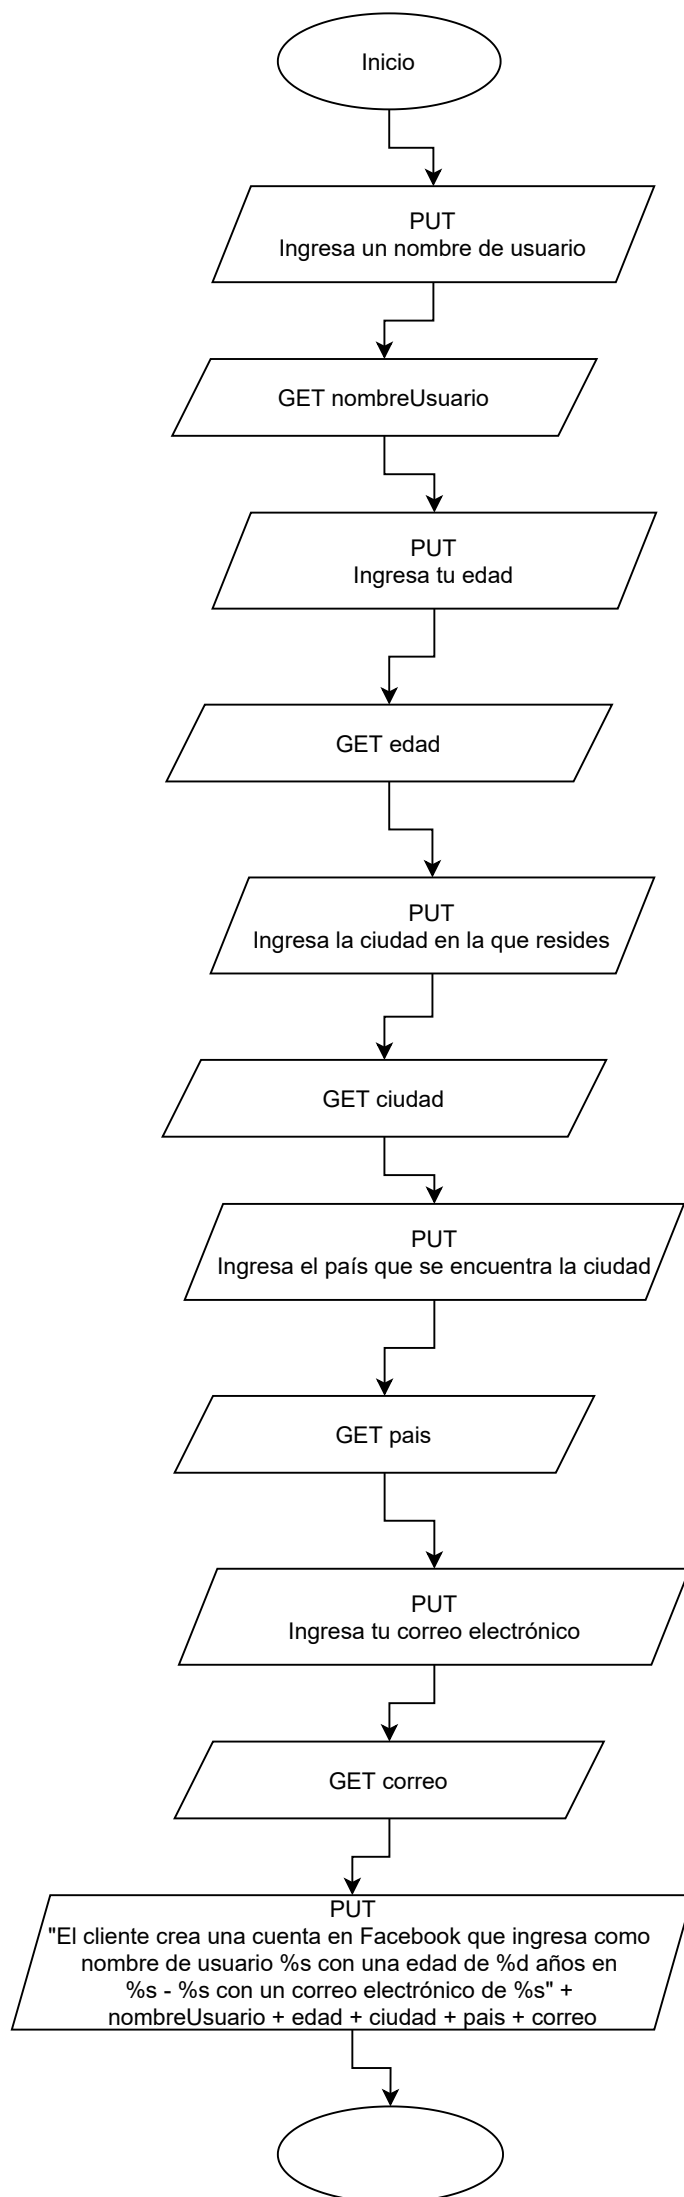 Inicio
PUT
Ingresa un nombre de usuario
GET nombreUsuario
PUT
Ingresa tu edad
GET edad
PUT
Ingresa la ciudad en la que resides
GET ciudad
PUT
Ingresa el país que se encuentra la ciudad
GET pais
PUT
Ingresa tu correo electrónico
GET correo
PUT
"El cliente crea una cuenta en Facebook que ingresa como
nombre de usuario %s con una edad de %d años en
%s - %s con un correo electrónico de %s" +
nombreUsuario + edad + ciudad + pais + correo